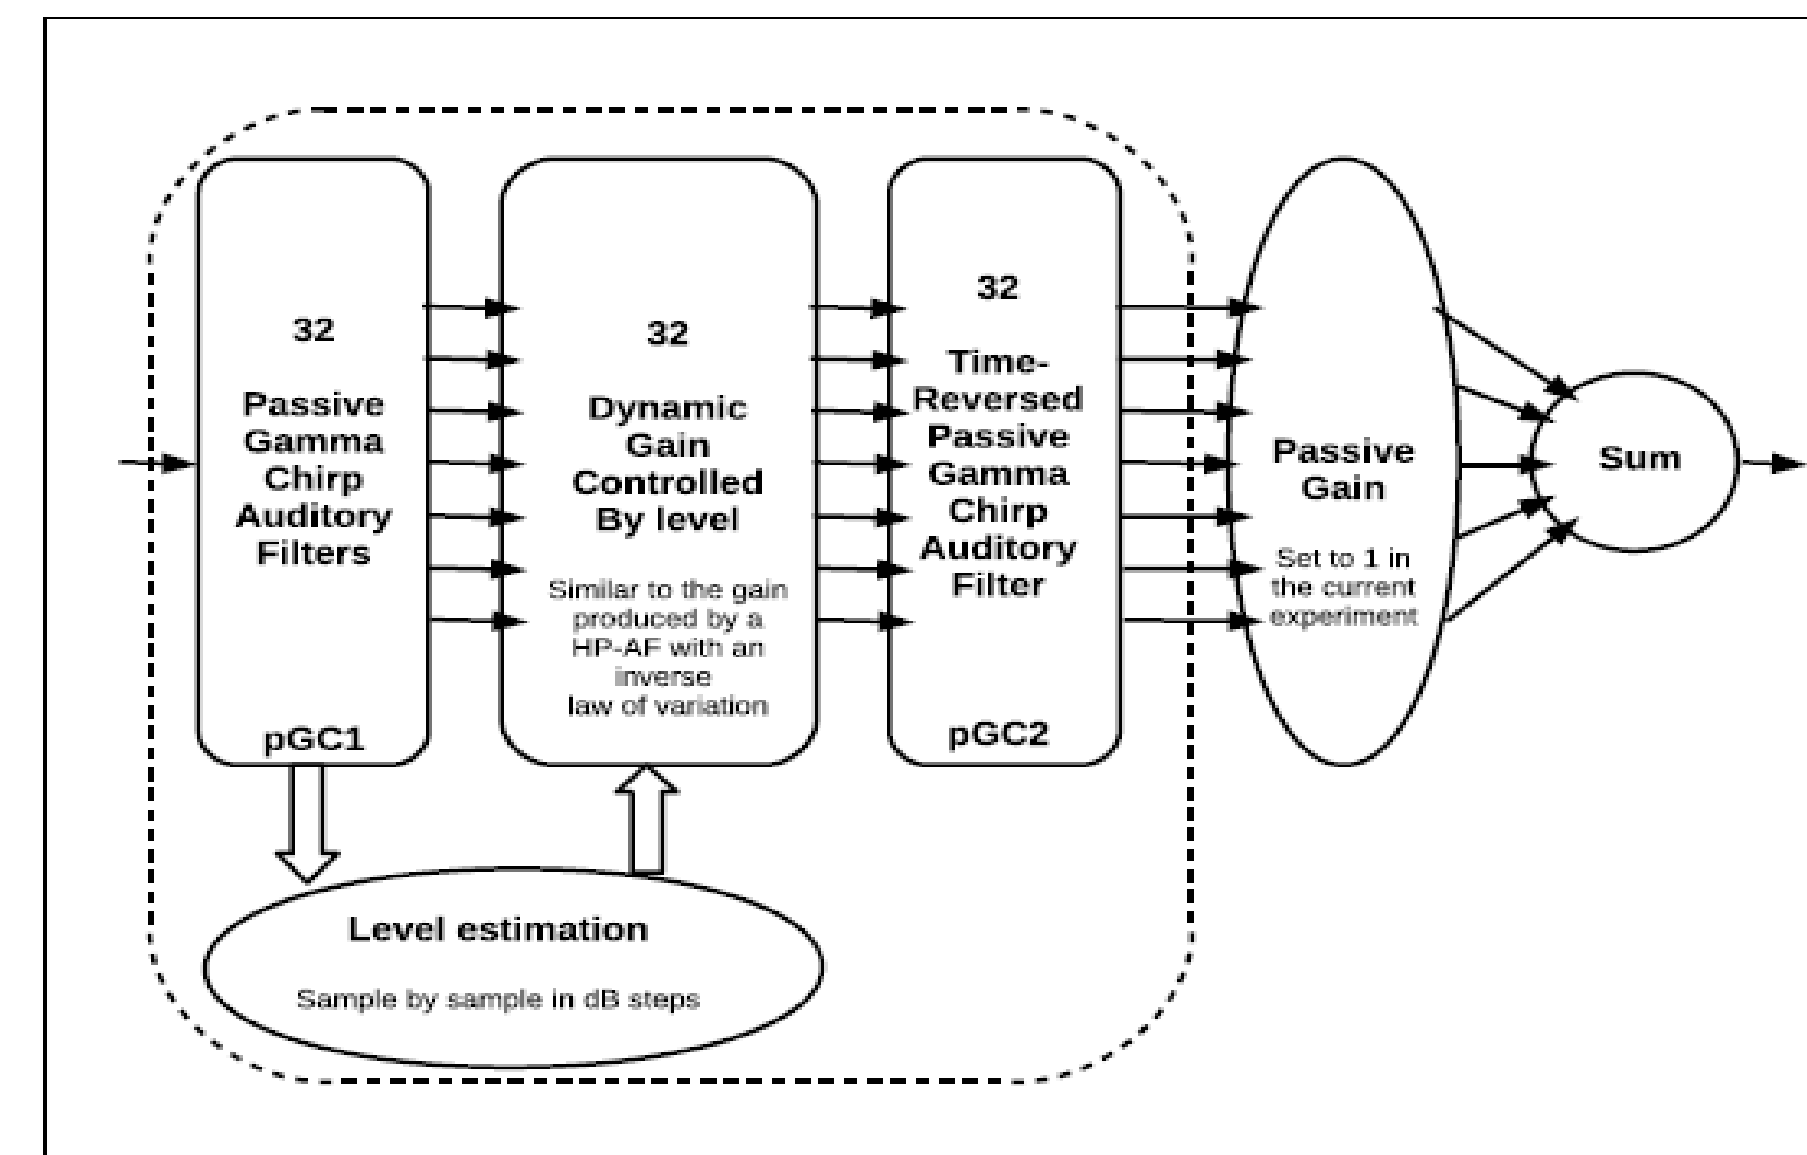 32
Passive
Gamma
Chirp
Auditory
Filters
pGC1
32
Dynamic
Gain
Controlled
By level
Similar to the gain
produced by a
HP-AF with an
inverse
law of variation
32
Time-
Reversed
Passive
Gamma
Chirp
Auditory
Filter
pGC2
Passive
Gain
Set to 1 in
the current
experiment
Sum
Level estimation
Sample by sample in dB steps